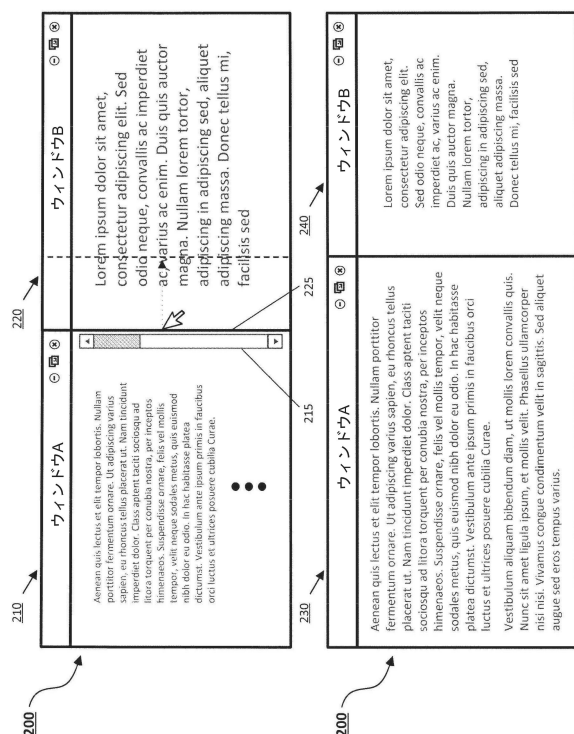 200
210
ウィンドウA
Aenean quis lectus et elit tempor lobortis. Nullam
porttitor fermentum ornare. Ut adipiscing varius
sapien, eu rhoncus tellus placerat ut. Nam tincidunt
imperdiet dolor. Class aptent taciti sociosqu ad
litora torquent per conubia nostra, per inceptos
himenaeos. Suspendisse ornare, felis vel mollis
tempor, velit neque sodales metus, quis euismod
nibh dolor eu odio. In hac habitasse platea
dictumst. Vestibulum ante ipsum primis in faucibus
orci luctus et ultrices posuere cubilia Curae.
215
225
220
ウィンドウB
Lorem ipsum dolor sit amet,
consectetur adipiscing elit. Sed
odio neque, convallis ac imperdiet
ac, varius ac enim. Duis quis auctor
magna. Nullam lorem tortor,
adipiscing in adipiscing sed, aliquet
adipiscing massa. Donec tellus mi,
facilisis sed
200
230
ウィンドウA
Aenean quis lectus et elit tempor lobortis. Nullam porttitor
fermentum ornare. Ut adipiscing varius sapien, eu rhoncus tellus
placerat ut. Nam tincidunt imperdiet dolor. Class aptent taciti
sociosqu ad litora torquent per conubia nostra, per inceptos
himenaeos. Suspendisse ornare, felis vel mollis tempor, velit neque
sodales metus, quis euismod nibh dolor eu odio. In hac habitasse
platea dictumst. Vestibulum ante ipsum primis in faucibus orci
luctus et ultrices posuere cubilia Curae.
Vestibulum aliquam bibendum diam, ut mollis lorem convallis quis.
Nunc sit amet ligula ipsum, et mollis velit. Phasellus ullamcorper
nisi nisi. Vivamus congue condimentum velit in sagittis. Sed aliquet
augue sed eros tempus varius.
240
ウィンドウB
Lorem ipsum dolor sit amet,
consectetur adipiscing elit.
Sed odio neque, convallis ac
imperdiet ac, varius ac enim.
Duis quis auctor magna.
Nullam lorem tortor,
adipiscing in adipiscing sed,
aliquet adipiscing massa.
Donec tellus mi, facilisis sed